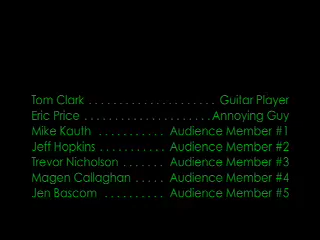 Tom Clark . . . . . . . . . . . . . . . . . . . . . Guitar Player
Eric Price . . . . . . . . . . . . . . . . . . . . . Annoying Guy
Mike Kauth . . . . . . . . . . . Audience Member #1
Jeff Hopkins . . . . . . . . . . . Audience Member #2
Trevor Nicholson . . . . . . . Audience Member #3
Magen Callaghan . . . . . Audience Member #4
Jen Bascom . . . . . . . . . . Audience Member #5